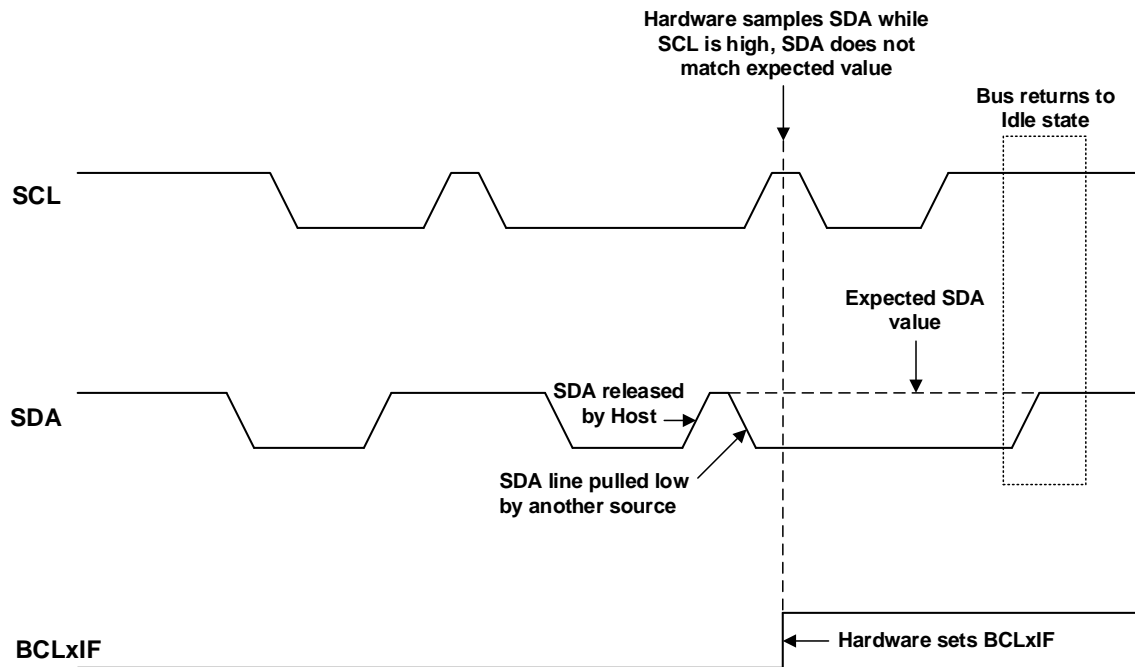 Hardware samples SDA while
SCL is high, SDA does not
match expected value
Bus returns to
Idle state
SCL
Expected SDA
value
SDA released
by Host
SDA
SDA line pulled low
by another source
Hardware sets BCLxIF
BCLxIF